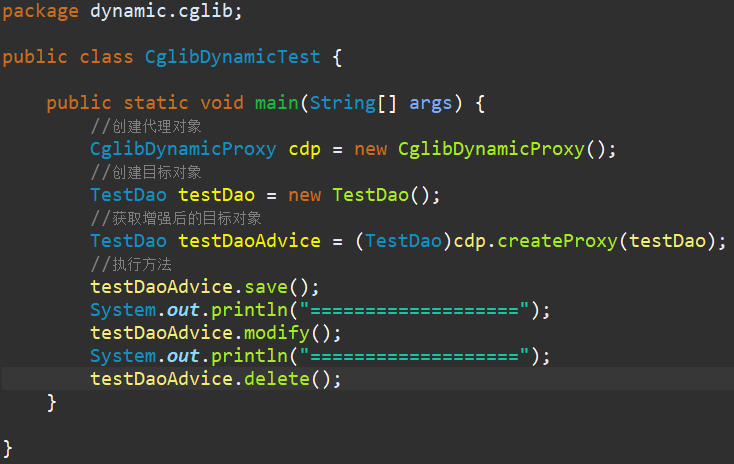 package dynamic.cglib;
public class CglibDynamicTest {
public static void main(String[] args) {
//创建代理对象
CglibDynamicProxy cdp = new CglibDynamicProxy();
//创建目标对象
TestDao testDao = new TestDao();
//获取增强后的目标对象
TestDao testDaoAdvice = (TestDao)cdp.createProxy(testDao);
//执行方法
testDaoAdvice.save();
System.out.println("===================");
testDaoAdvice.modify();
System.out.println("===================");
testDaoAdvice.delete();
}
}